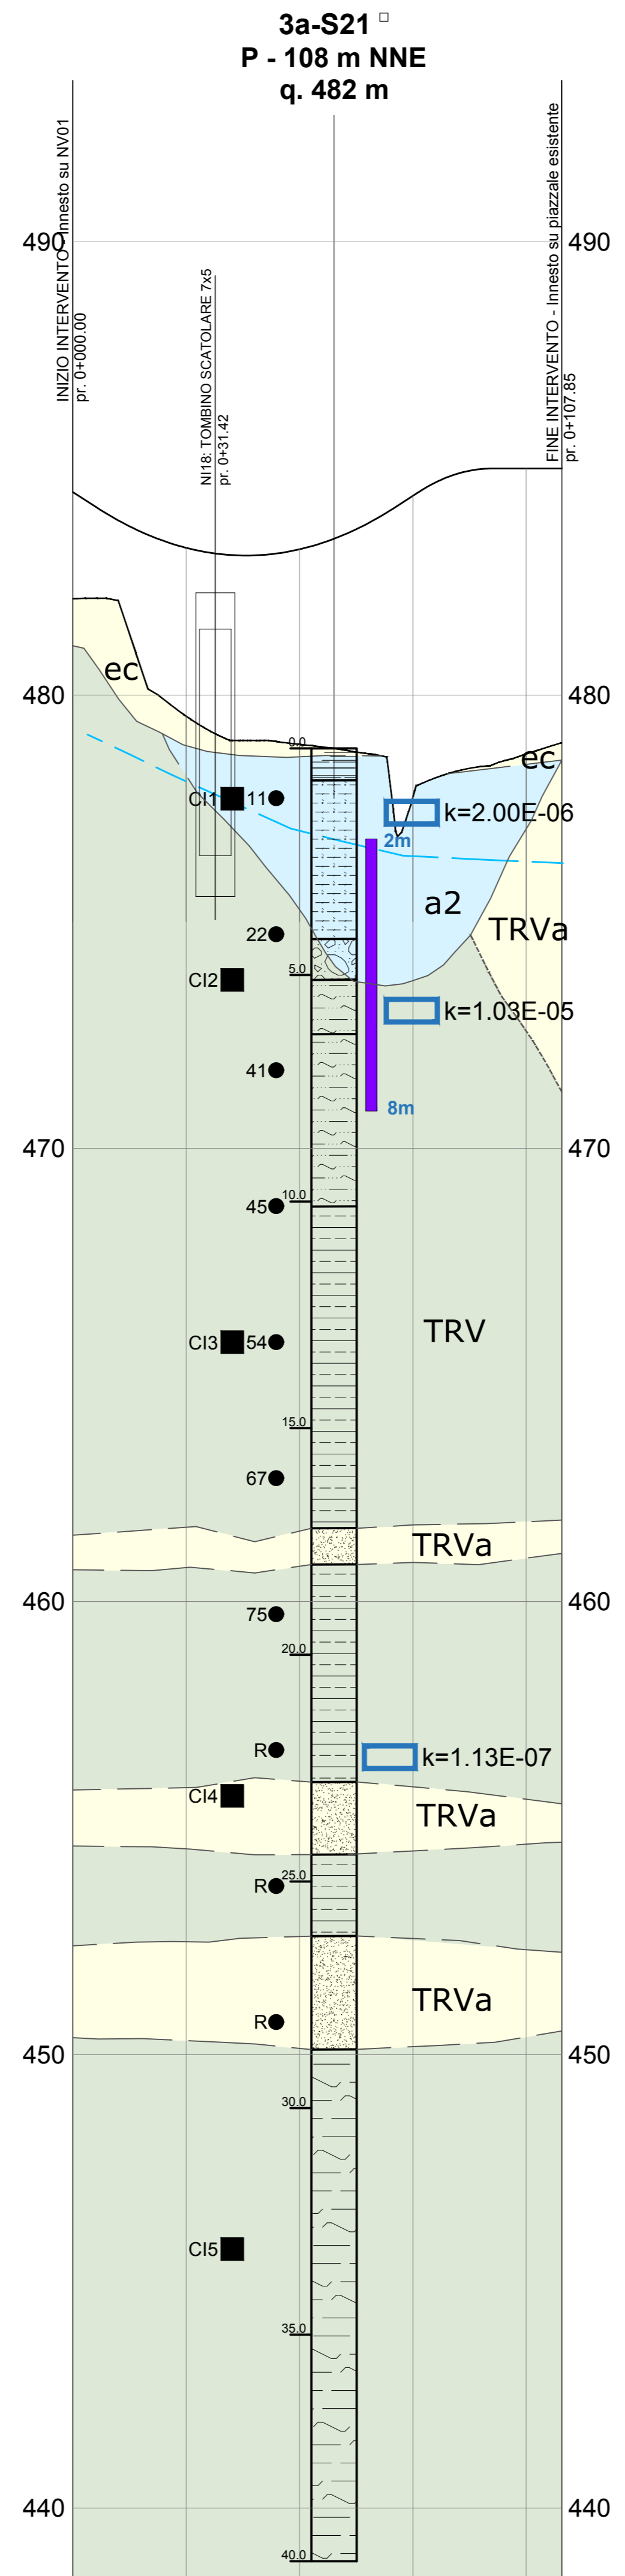 3a-S21
P - 108 m NNE
q. 482 m
INIZIO INTERVENTO - Innesto su NV01
pr. 0+000.00
NI18: TOMBINO SCATOLARE 7x5
pr. 0+31.42
FINE INTERVENTO - Innesto su piazzale esistente
pr. 0+107.85
490 490
ec
480 480
0.0
ec
CI1 11 k=2.00E-06
2m
a2
22 TRVa
CI2 5.0
k=1.03E-05
41
8m
470 470
45 10.0
TRV
CI3 54
15.0
67
TRVa
460 460
75
20.0
R k=1.13E-07
CI4 TRVa
R 25.0
TRVa
R
450 450
30.0
CI5
35.0
440 440
40.0